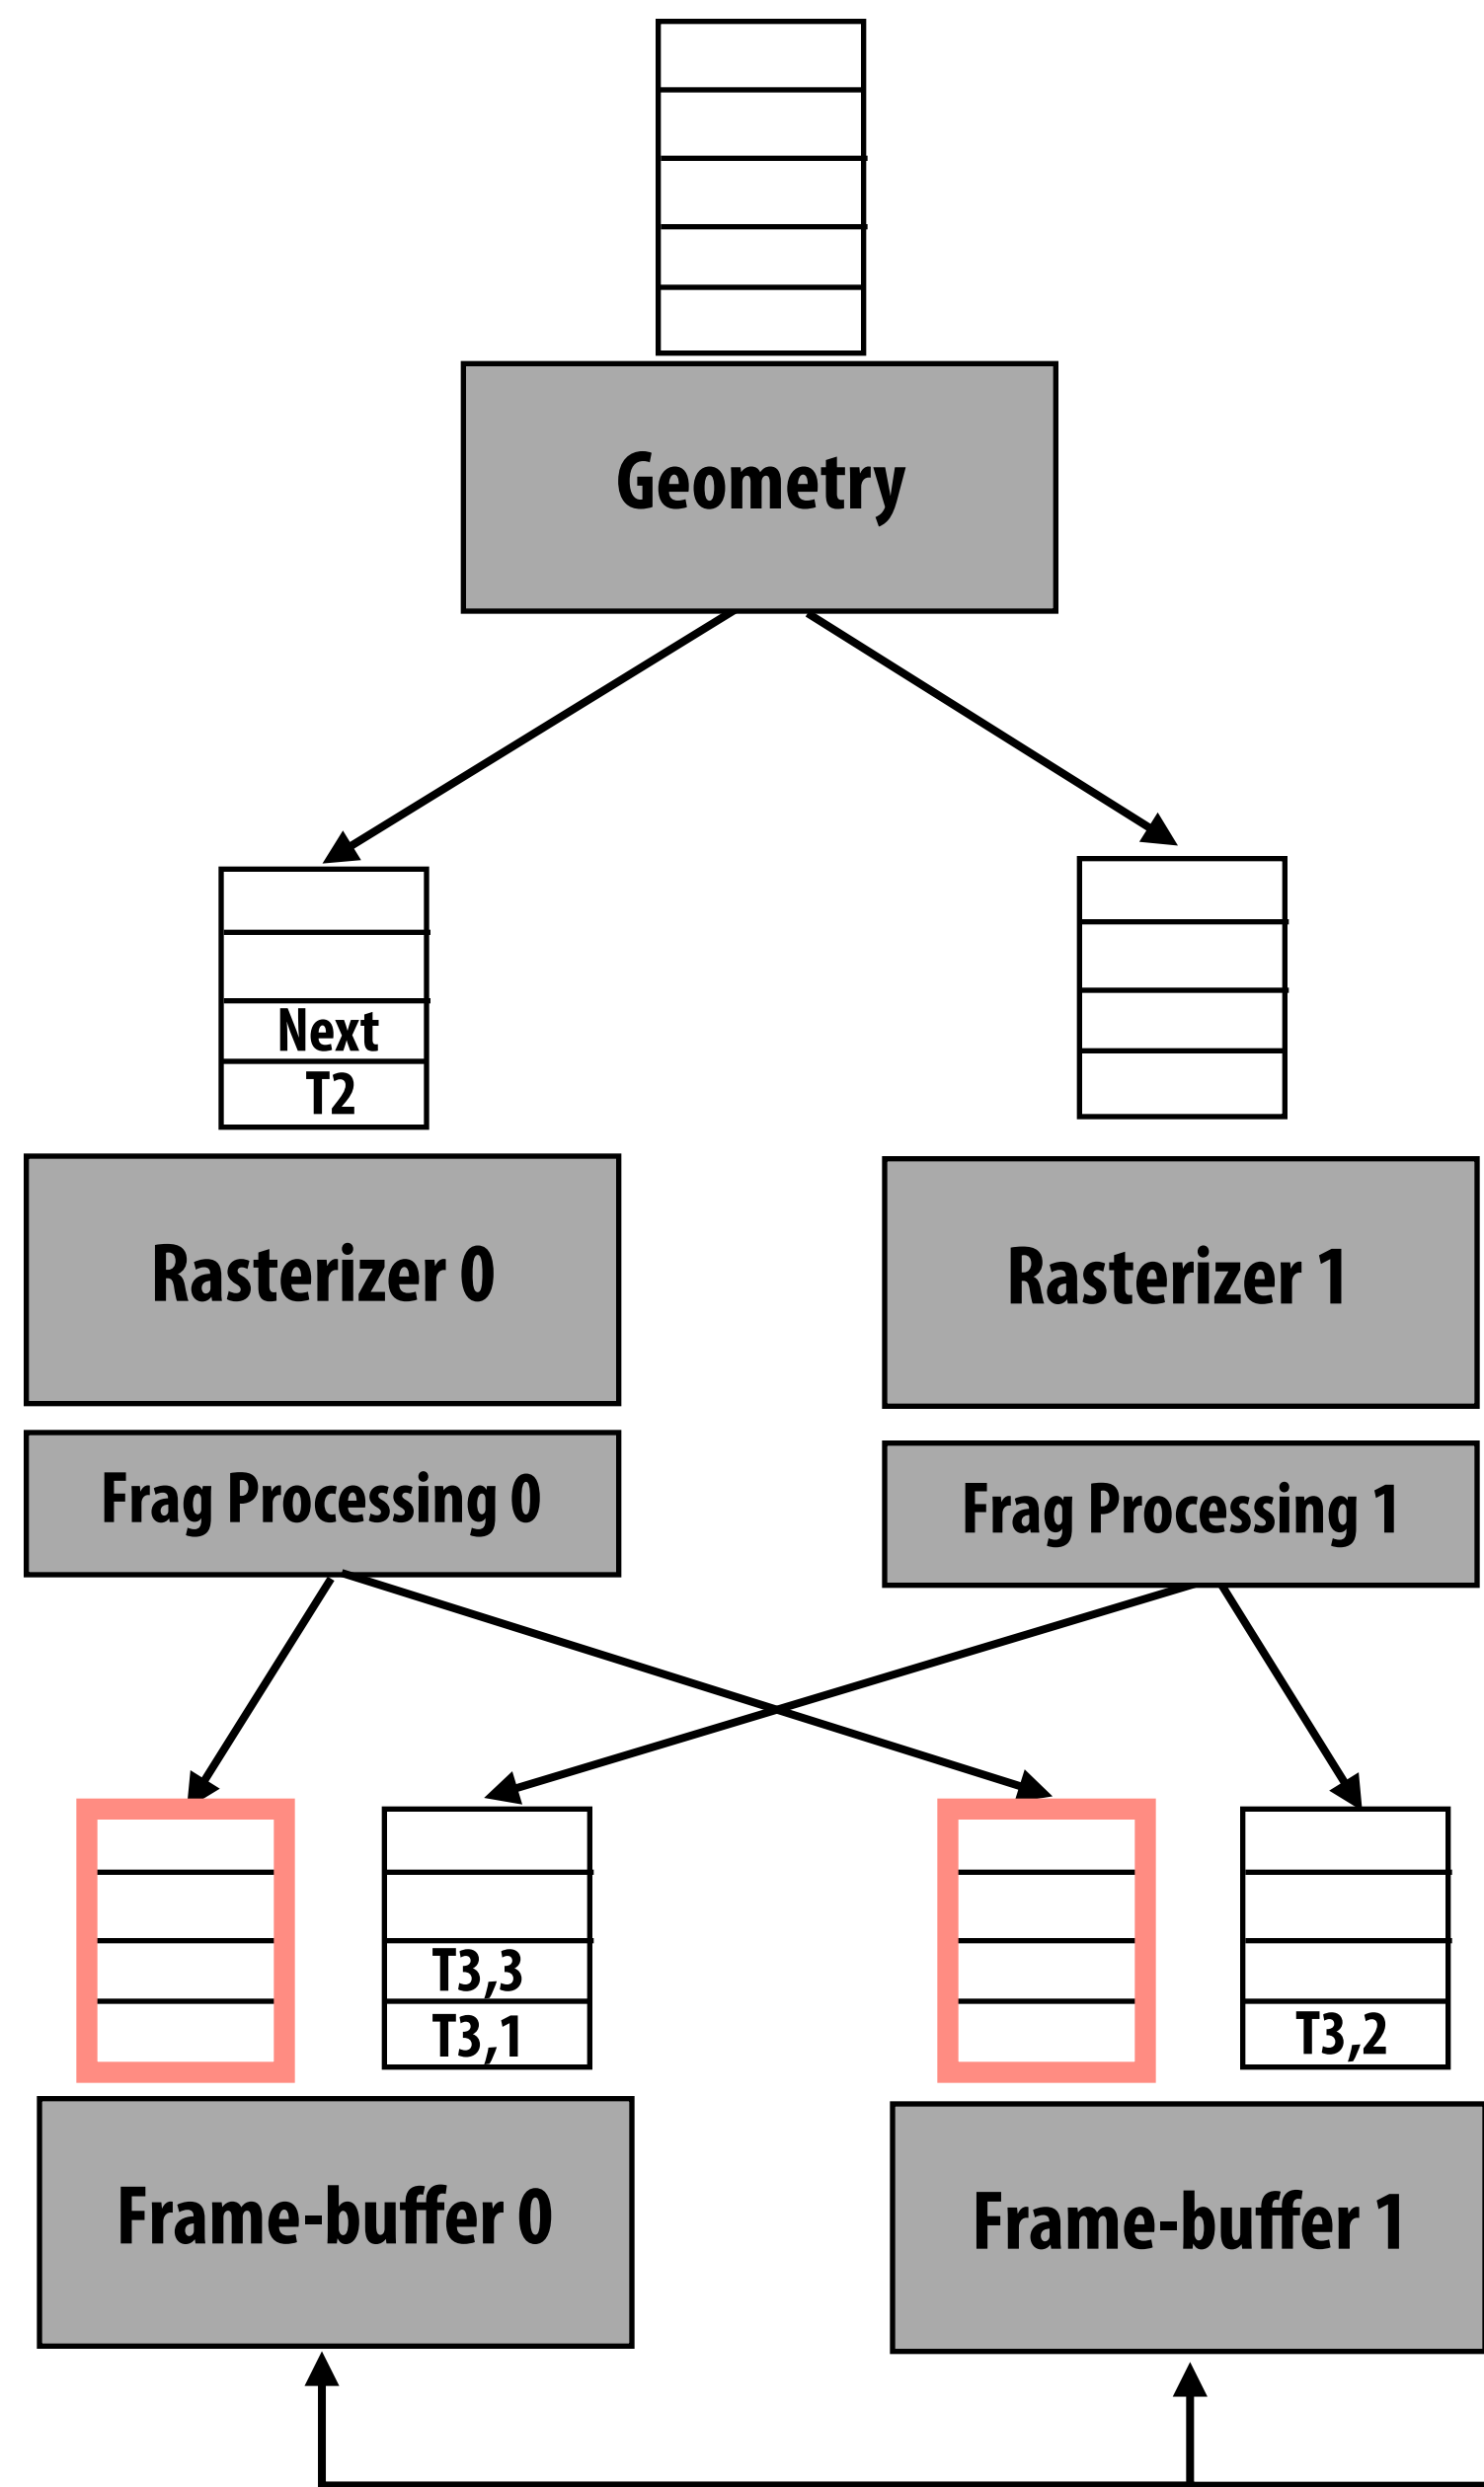 Geometry
Next
T2
Rasterizer 0
Rasterizer 1
Frag Processing 0
Frag Processing 1
T3,3
T3,1
T3,2
Frame-buffer 0
Frame-buffer 1